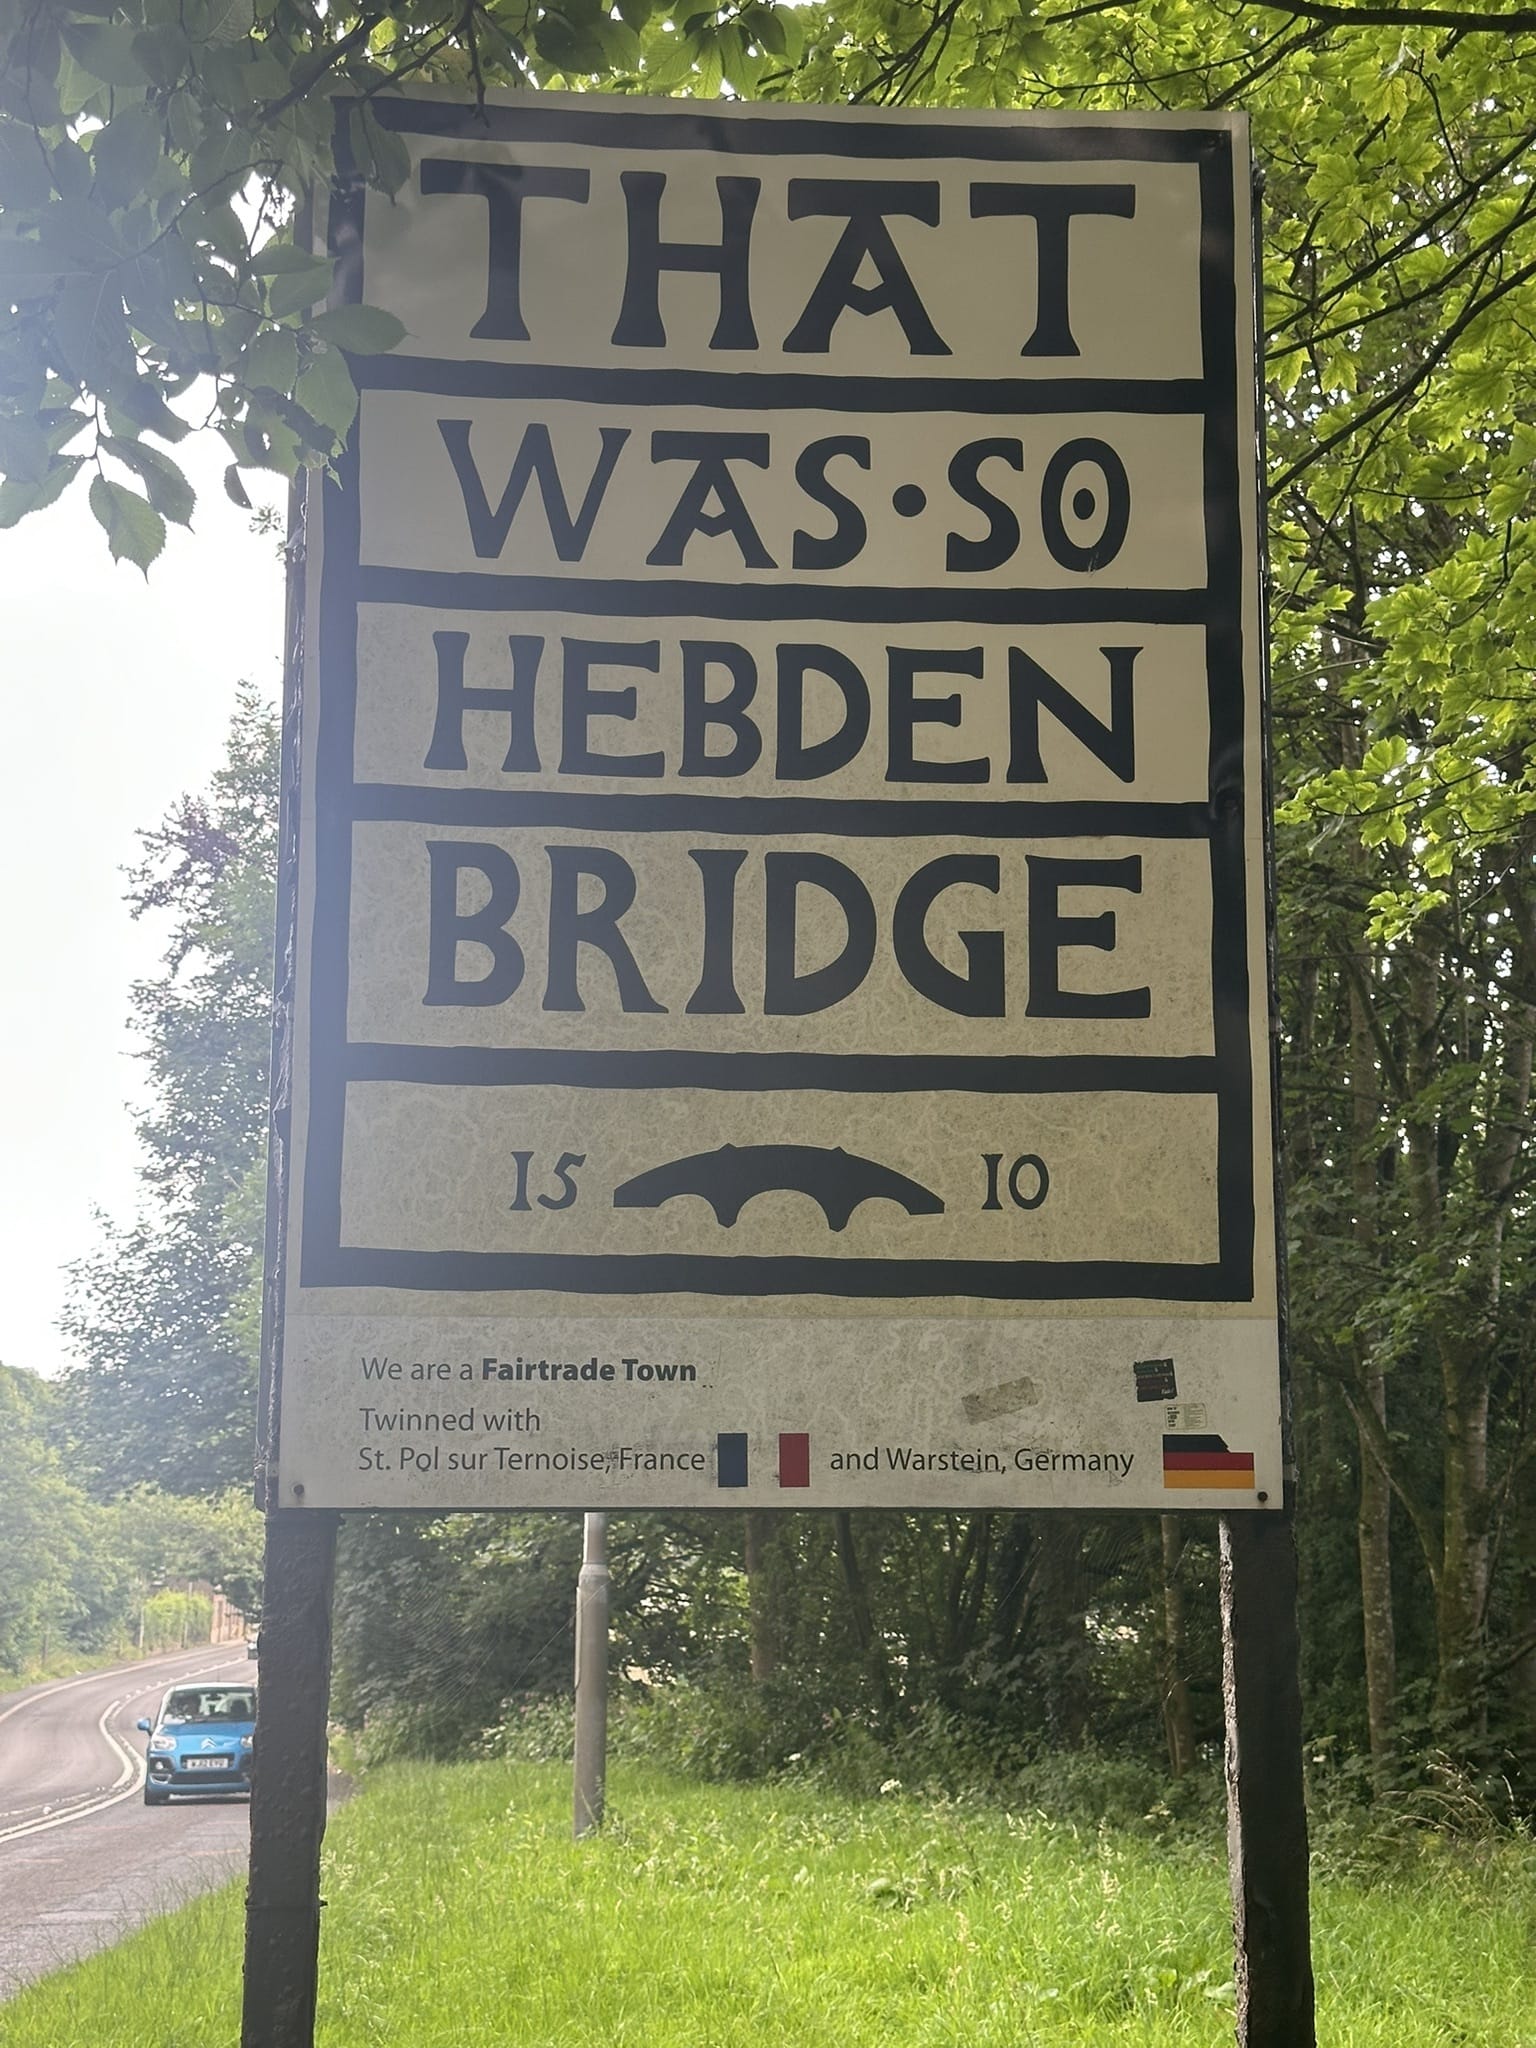 THAT
WAS·SO
HEBDEN
BRIDGE
15 10
We are a Fairtrade Town
Twinned with
St. Pol sur Ternoise, France and Warstein, Germany